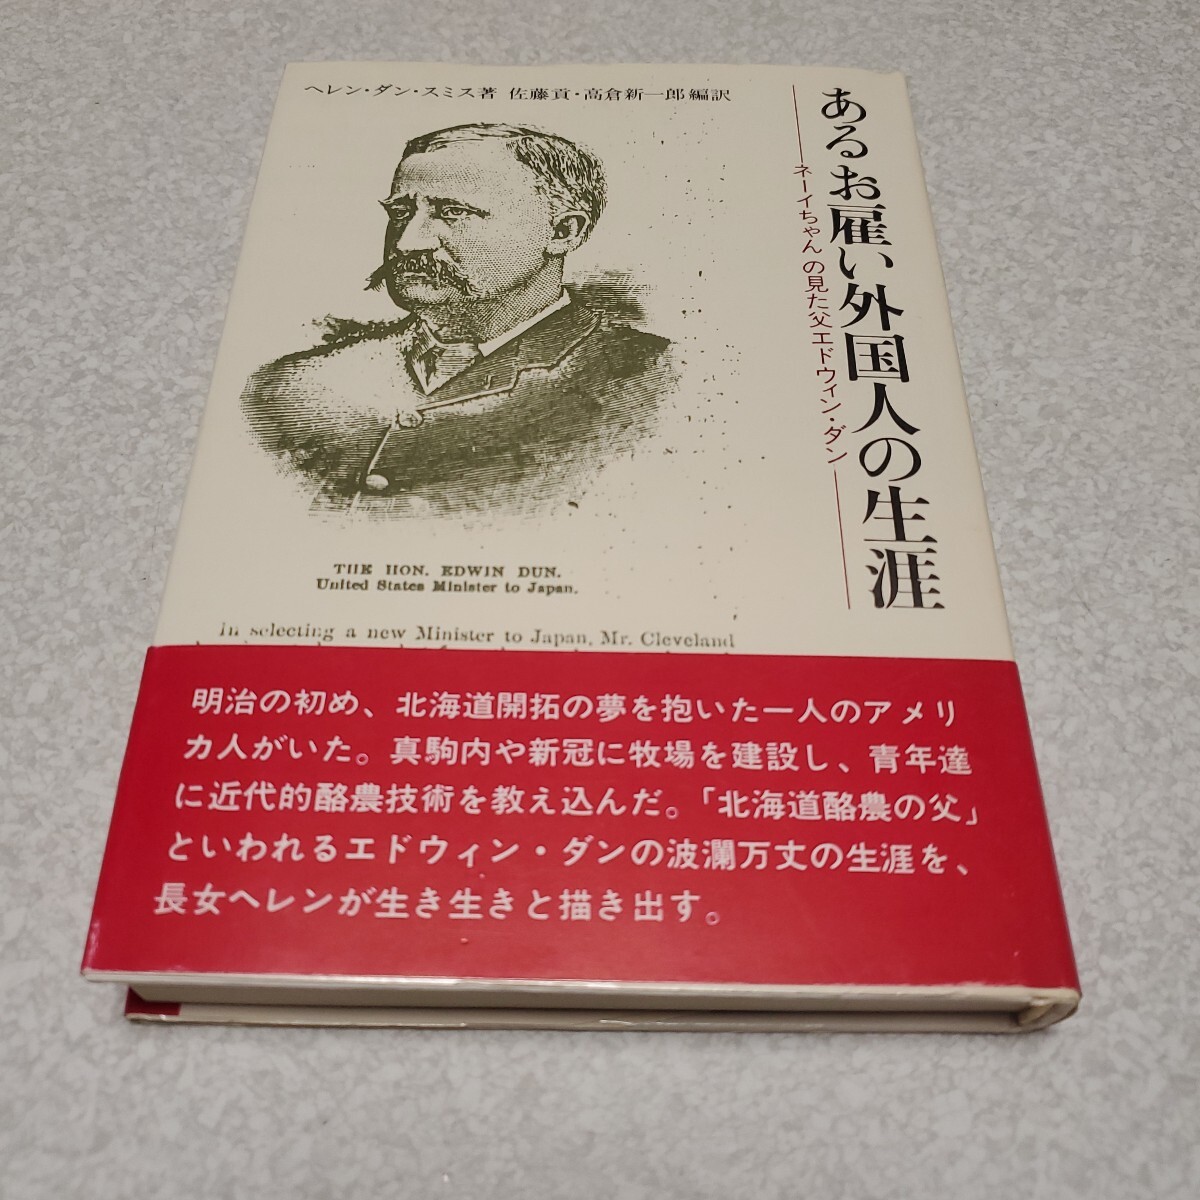 ヘレン・ダン・スミス著 佐藤貢・高倉新一郎編訳
あるお雇い外国人の生涯
ネーイちゃんの見た父エドウィン・ダン
THE HON. EDWIN DUN.
United States Minister to Japan.
In selecting a new Minister to Japan, Mr. Cleveland
明治の初め、北海道開拓の夢を抱いた一人のアメリ
カ人がいた。真駒内や新冠に牧場を建設し、青年達
に近代的酪農技術を教え込んだ。「北海道酪農の父」
といわれるエドウィン・ダンの波瀾万丈の生涯を、
長女ヘレンが生き生きと描き出す。